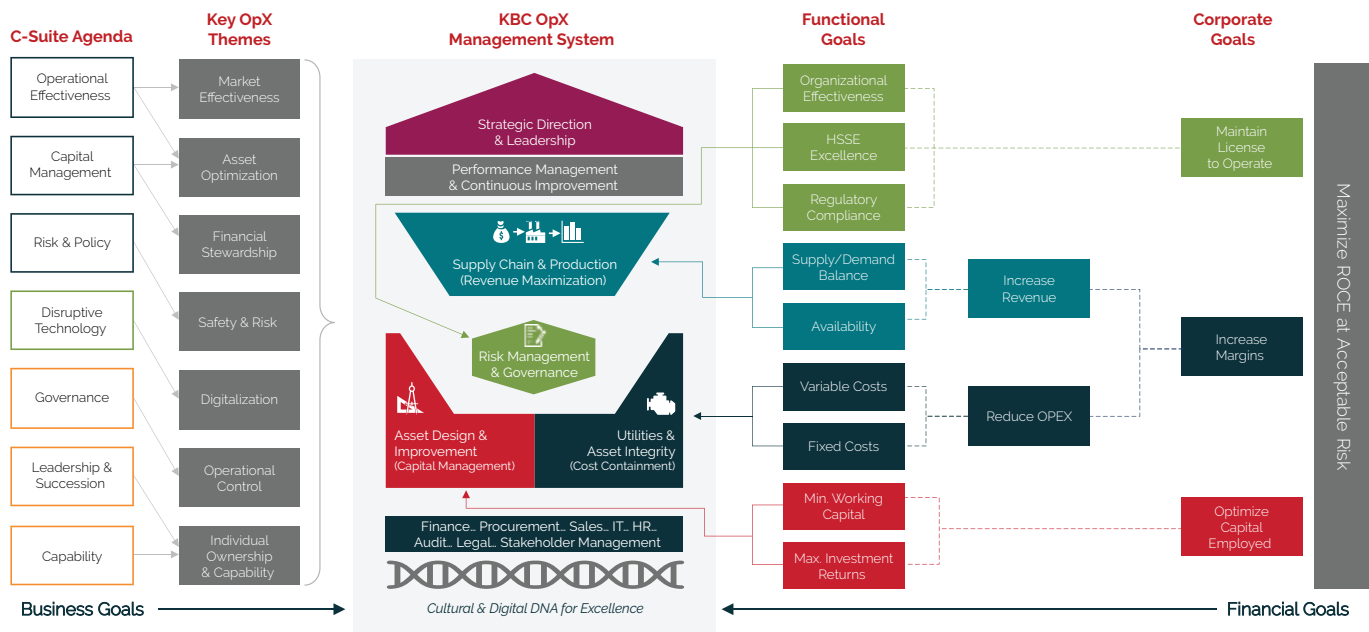 C-Suite Agenda
Key OpX
Themes
KBC OpX
Management System
Functional
Goals
Corporate
Goals
Operational
Effectiveness
Capital
Management
Risk & Policy
Disruptive
Technology
Governance
Leadership &
Succession
Capability
Market
Effectiveness
Asset
Optimization
Financial
Stewardship
Safety & Risk
Digitalization
Operational
Control
Individual
Ownership
& Capability
Strategic Direction
& Leadership
Performance Management
& Continuous Improvement
Supply Chain & Production
(Revenue Maximization)
Risk Management
& Governance
Asset Design &
Improvement
(Capital Management)
Utilities &
Asset Integrity
(Cost Containment)
Finance... Procurement... Sales... IT... HR...
Audit... Legal... Stakeholder Management
Cultural & Digital DNA for Excellence
Organizational
Effectiveness
HSSE
Excellence
Regulatory
Compliance
Supply/Demand
Balance
Availability
Variable Costs
Fixed Costs
Min. Working
Capital
Max. Investment
Returns
Increase
Revenue
Reduce OPEX
Maintain
License
to Operate
Increase
Margins
Optimize
Capital
Employed
Maximize ROCE at Acceptable Risk
Business Goals
Financial Goals